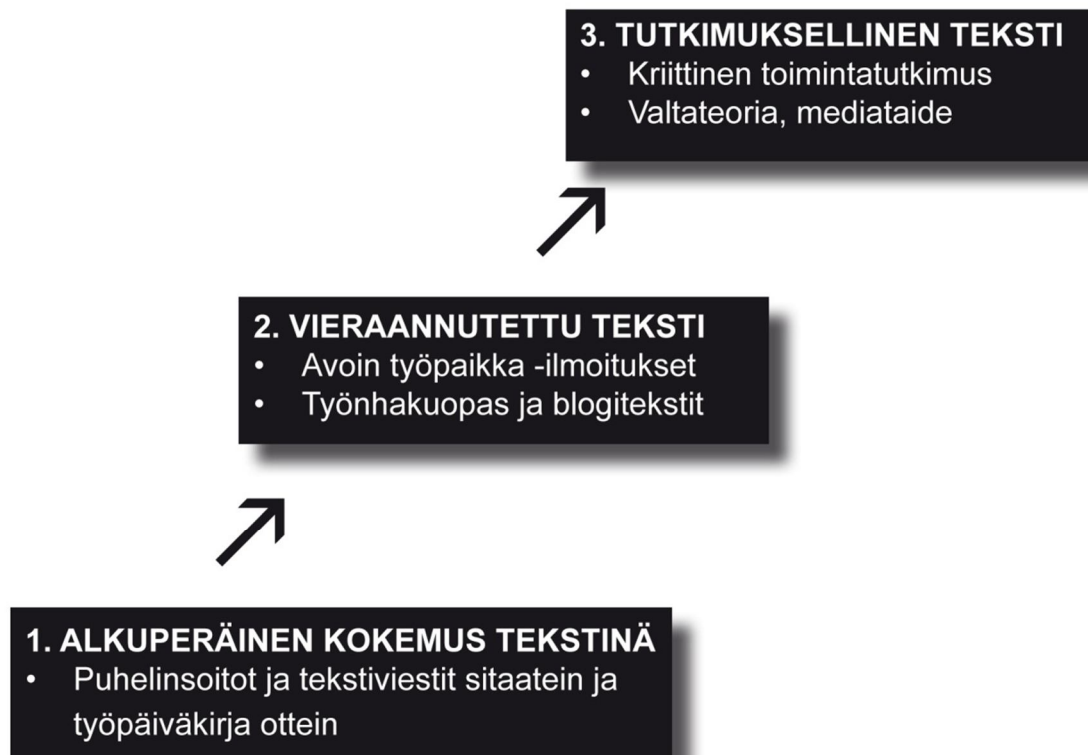 3. TUTKIMUKSELLINEN TEKSTI
• Kriittinen toimintatutkimus
• Valtateoria, mediataide
2. VIERAANNUTETTU TEKSTI
• Avoin työpaikka -ilmoitukset
• Työnhakuopas ja blogitekstit
1. ALKUPERÄINEN KOKEMUS TEKSTINÄ
• Puhelinsoitot ja tekstiviestit sitaatein ja
työpäiväkirja ottein